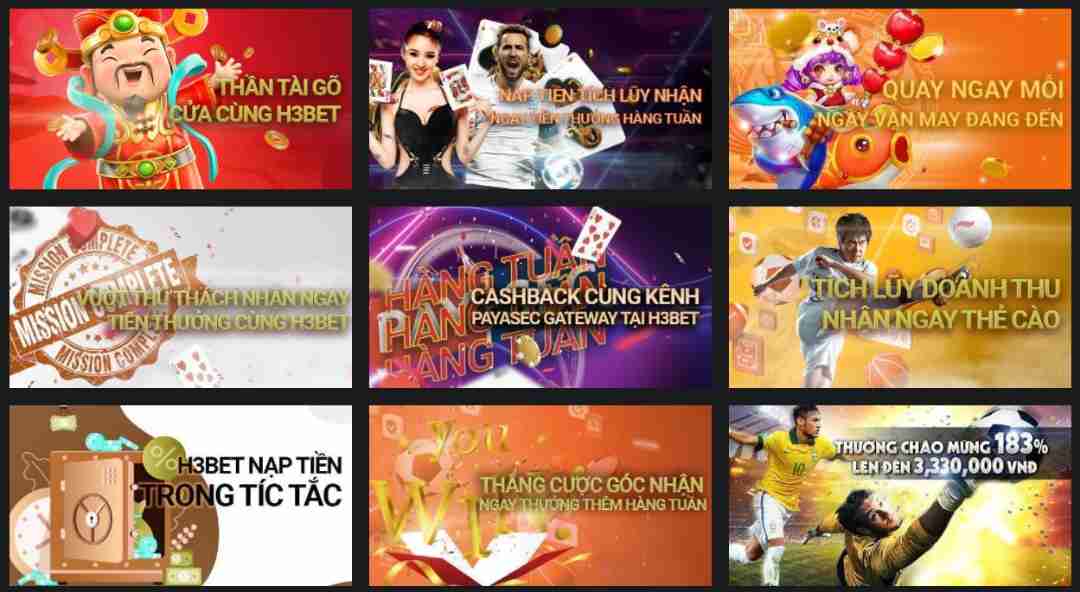 THẦN TÀI GÕ
CỬA CÙNG H3BET
NẠP TIỀN TÍCH LŨY NHẬN
NGAY TIỀN THƯỞNG HÀNG TUẦN
QUAY NGAY MỖI
NGÀY VẬN MAY ĐANG ĐẾN
MISSION COMPLETE
MISSION COMPLETE
MISSION COMPL
VƯỢT THỬ THÁCH NHẬN NGAY
TIỀN THƯỞNG CÙNG H3BET
HÀNG TUẦN
HÀNG TUẦN
HÀNG TUẦN
CASHBACK CÙNG KÊNH
PAYASEC GATEWAY TẠI H3BET
TÍCH LŨY DOANH THU
NHẬN NGAY THẺ CÀO
H3BET NẠP TIỀN
TRONG TÍC TẮC
You
WIN
THẮNG CƯỢC GÓC NHẬN
NGAY THƯỞNG THÊM HÀNG TUẦN
THƯỞNG CHÀO MỪNG 183%
LÊN ĐẾN 3,330,000 VND
10